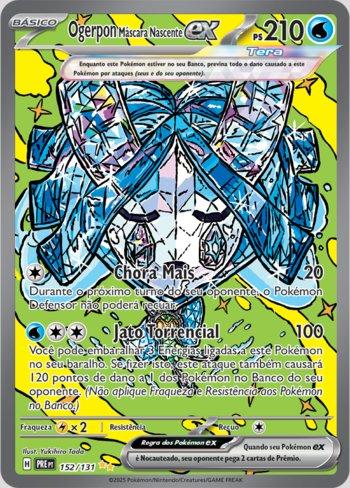 BÁSICO
Ogerpon Máscara Nascente ex PS 210
Tera
Enquanto este Pokémon estiver no seu Banco, previna todo o dano causado a este
Pokémon por ataques (seus e do seu oponente).
Chora Mais 20
Durante o próximo turno do seu oponente, o Pokémon
Defensor não poderá recuar.
Jato Torrencial 100
Você pode embaralhar 3 Energias ligadas a este Pokémon
no seu baralho. Se fizer isto, este ataque também causará
120 pontos de dano a 1 dos Pokémon no Banco do seu
oponente. (Não aplique Fraqueza e Resistência aos Pokémon
no Banco.)
Fraqueza ×2 Resistência Recuo
Regra dos Pokémon ex
Quando seu Pokémon ex
é Nocauteado, seu oponente pega 2 cartas de Prêmio.
Ilust. Yukihiro Tada
H PRE PT 152/131
©2025 Pokémon/Nintendo/Creatures/GAME FREAK